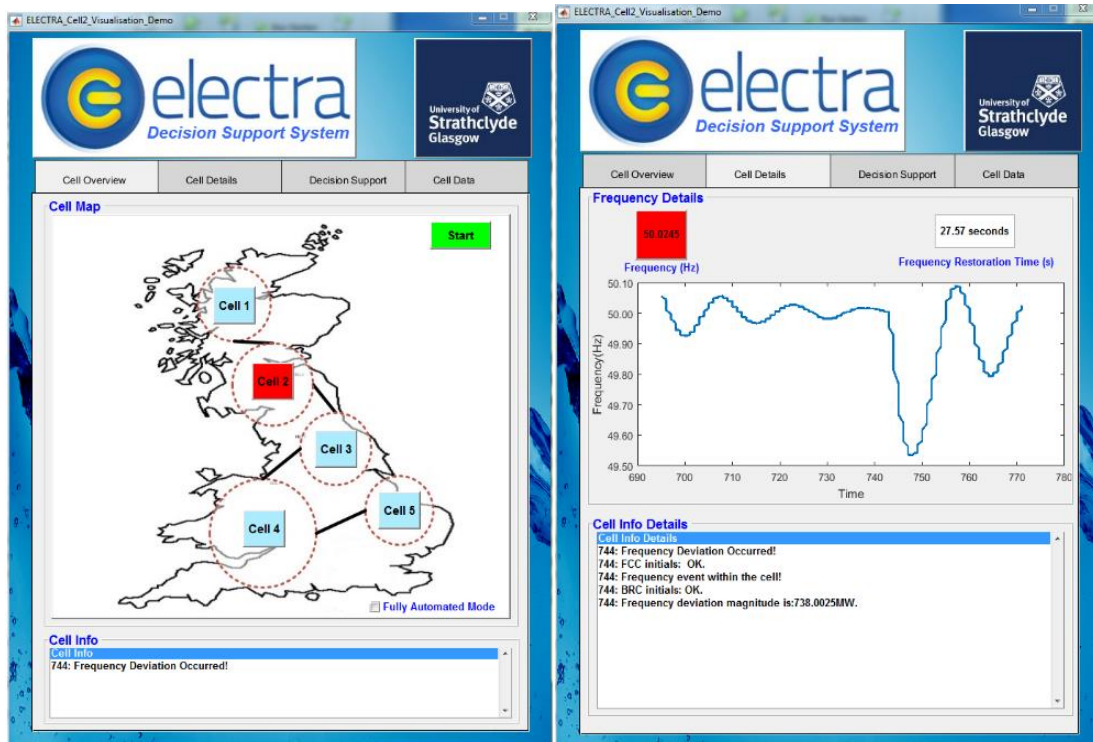 ELECTRA_Cell2_Visualisation_Demo
electra
Decision Support System
University of
Strathclyde
Glasgow
Cell Overview
Cell Details
Decision Support
Cell Data
Cell Map
Start
Cell 1
Cell 2
Cell 3
Cell 4
Cell 5
Fully Automated Mode
Cell Info
Cell Info
744: Frequency Deviation Occurred!
ELECTRA_Cell2_Visualisation_Demo
electra
Decision Support System
University of
Strathclyde
Glasgow
Cell Overview
Cell Details
Decision Support
Cell Data
Frequency Details
50.0245
27.57 seconds
Frequency (Hz)
Frequency Restoration Time (s)
50.10
50.00
49.90
49.80
49.70
49.60
49.50
Frequency(Hz)
690 700 710 720 730 740 750 760 770 780
Time
Cell Info Details
Cell Info Details
744: Frequency Deviation Occurred!
744: FCC initials: OK.
744: Frequency event within the cell!
744: BRC initials: OK.
744: Frequency deviation magnitude is:738.0025MW.